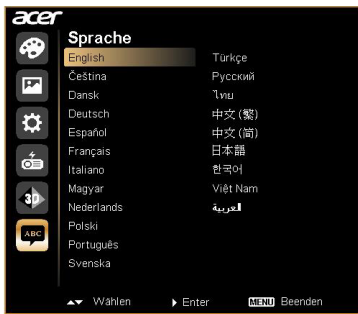 acer
Sprache
English
Čeština
Dansk
Deutsch
Español
Français
Italiano
Magyar
Nederlands
Polski
Português
Svenska
Türkçe
Русский
ไทย
中文 (繁)
中文 (简)
日本語
한국어
Việt Nam
العربية
3D
ABC
▲▼ Wählen ▶ Enter MENU Beenden